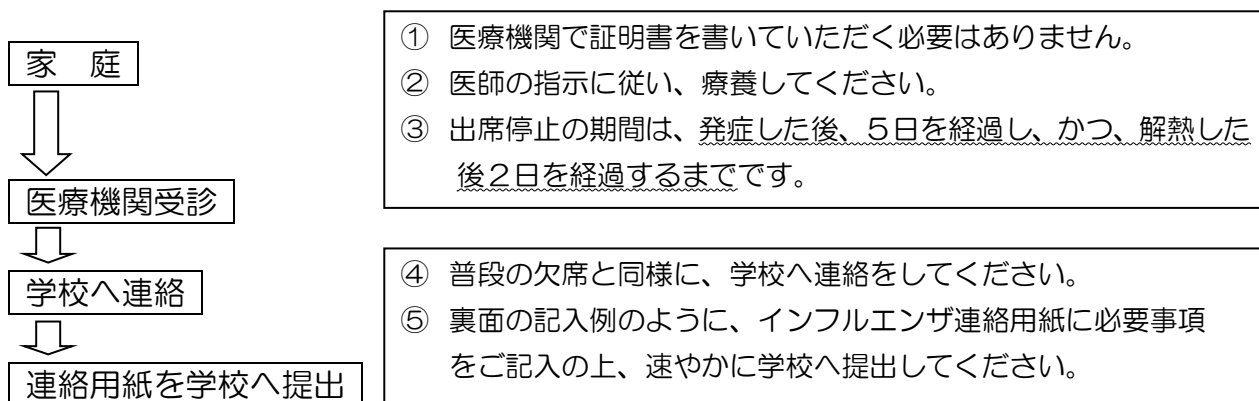 家　庭
医療機関受診
学校へ連絡
連絡用紙を学校へ提出
① 医療機関で証明書を書いていただく必要はありません。
② 医師の指示に従い、療養してください。
③ 出席停止の期間は、発症した後、５日を経過し、かつ、解熱した
後２日を経過するまでです。
④ 普段の欠席と同様に、学校へ連絡をしてください。
⑤ 裏面の記入例のように、インフルエンザ連絡用紙に必要事項
をご記入の上、速やかに学校へ提出してください。